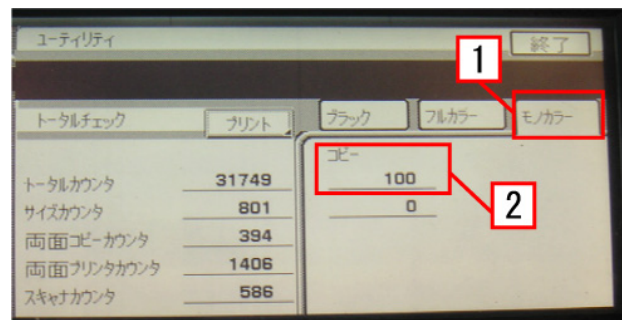 ユーティリティ
終了
1
トータルチェック
プリント
ブラック
フルカラー
モノカラー
コピー
トータルカウンタ 31749
100
サイズカウンタ 801
0
2
両面コピーカウンタ 394
両面プリンタカウンタ 1406
スキャナカウンタ 586